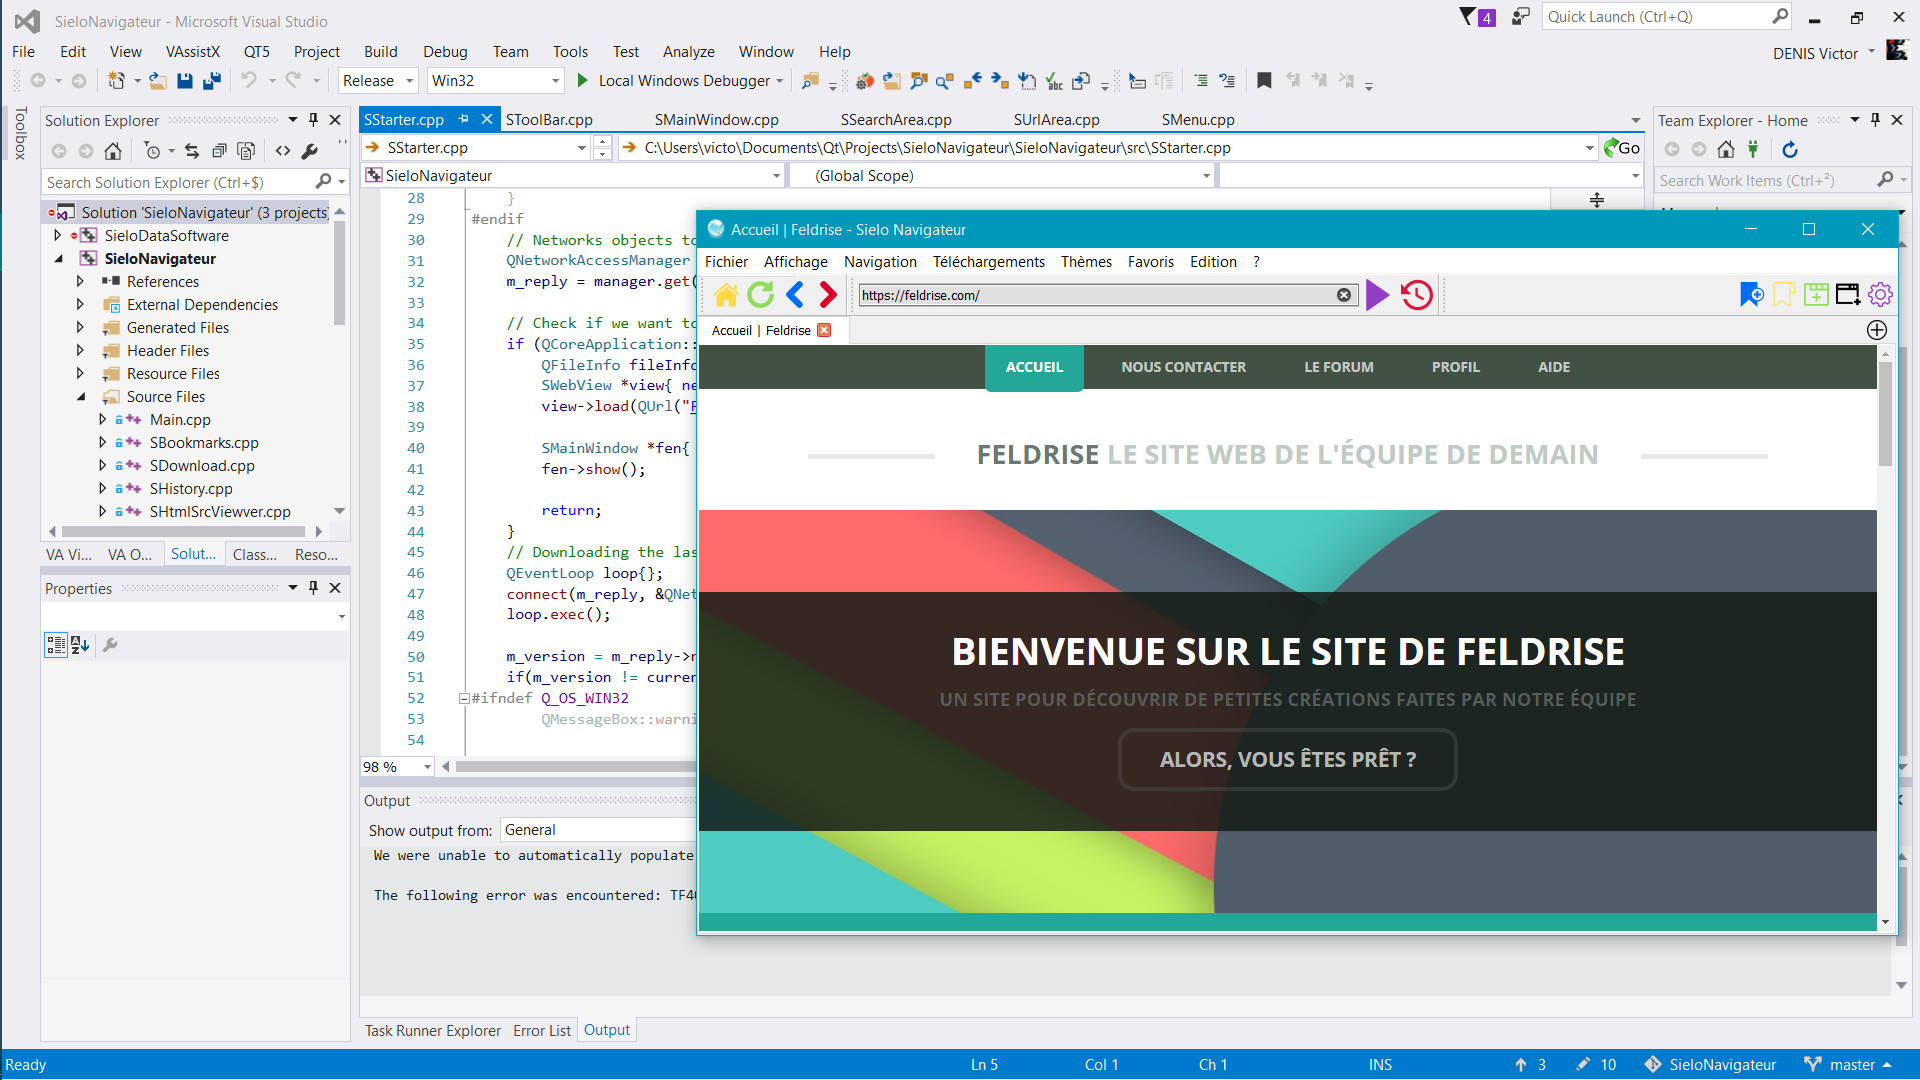 SieloNavigateur - Microsoft Visual Studio
4
Quick Launch (Ctrl+Q)
File Edit View VAssistX QT5 Project Build Debug Team Tools Test Analyze Window Help
DENIS Victor
Release Win32 Local Windows Debugger
Toolbox
Solution Explorer
Search Solution Explorer (Ctrl+$)
Solution 'SieloNavigateur' (3 projects)
SieloDataSoftware
SieloNavigateur
References
External Dependencies
Generated Files
Header Files
Resource Files
Source Files
Main.cpp
SBookmarks.cpp
SDownload.cpp
SHistory.cpp
SHtmlSrcViewver.cpp
VA Vi... VA O... Solut... Class... Reso...
Properties
SStarter.cpp SToolBar.cpp SMainWindow.cpp SSearchArea.cpp SUrlArea.cpp SMenu.cpp
SStarter.cpp C:\Users\victo\Documents\Qt\Projects\SieloNavigateur\SieloNavigateur\src\SStarter.cpp Go
SieloNavigateur (Global Scope)
28 }
29 #endif
30 // Networks objects to
31 QNetworkAccessManager
32 m_reply = manager.get(
33
34 // Check if we want to
35 if (QCoreApplication::
36 QFileInfo fileInfo
37 SWebView *view{ ne
38 view->load(QUrl("
39
40 SMainWindow *fen{
41 fen->show();
42
43 return;
44 }
45 // Downloading the las
46 QEventLoop loop{};
47 connect(m_reply, &QNet
48 loop.exec();
49
50 m_version = m_reply->r
51 if(m_version != curren
52 #ifndef Q_OS_WIN32
53 QMessageBox::warni
54
98 %
Output
Show output from: General
We were unable to automatically populate
The following error was encountered: TF40
Task Runner Explorer Error List Output
Team Explorer - Home
Search Work Items (Ctrl+²)
Accueil | Feldrise - Sielo Navigateur
Fichier Affichage Navigation Téléchargements Thèmes Favoris Edition ?
https://feldrise.com/
Accueil | Feldrise
ACCUEIL NOUS CONTACTER LE FORUM PROFIL AIDE
FELDRISE LE SITE WEB DE L'ÉQUIPE DE DEMAIN
BIENVENUE SUR LE SITE DE FELDRISE
UN SITE POUR DÉCOUVRIR DE PETITES CRÉATIONS FAITES PAR NOTRE ÉQUIPE
ALORS, VOUS ÊTES PRÊT ?
Ready Ln 5 Col 1 Ch 1 INS 3 10 SieloNavigateur master